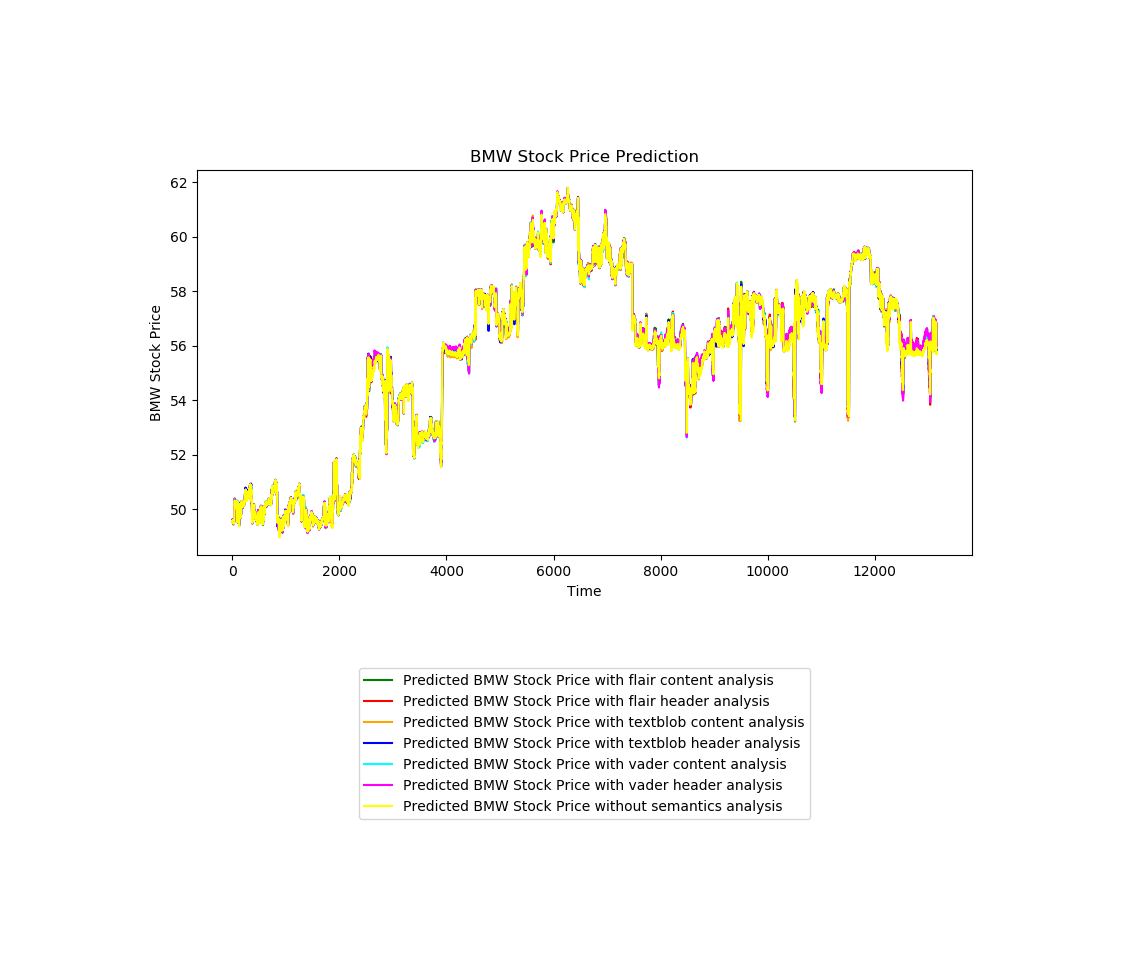 BMW Stock Price Prediction
62
60
58
56
54
52
50
BMW Stock Price
0 2000 4000 6000 8000 10000 12000
Time
Predicted BMW Stock Price with flair content analysis
Predicted BMW Stock Price with flair header analysis
Predicted BMW Stock Price with textblob content analysis
Predicted BMW Stock Price with textblob header analysis
Predicted BMW Stock Price with vader content analysis
Predicted BMW Stock Price with vader header analysis
Predicted BMW Stock Price without semantics analysis